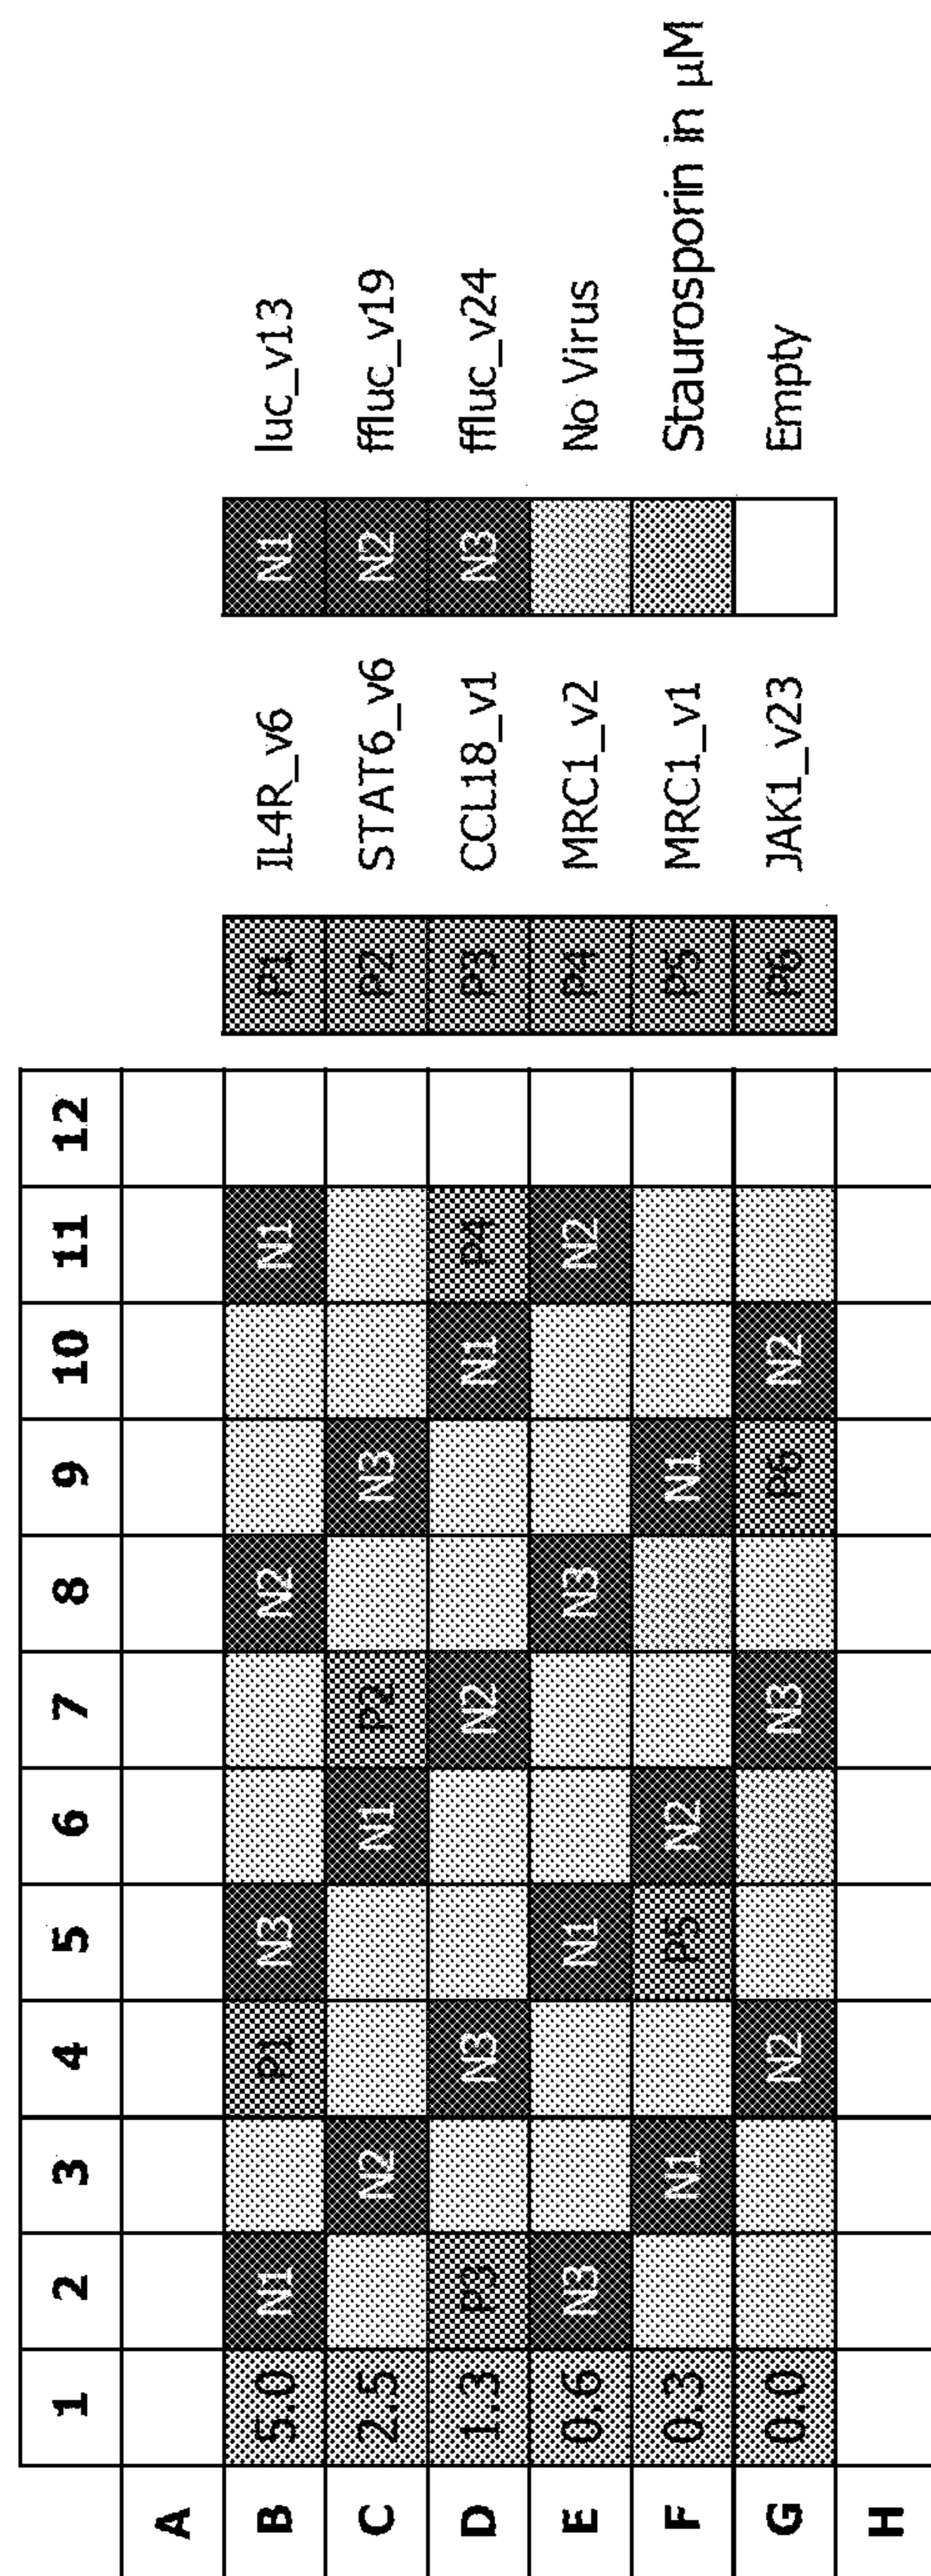 1 2 3 4 5 6 7 8 9 10 11 12
A
B 5.0 N1 P1 N3 N2 N1 P1 IL4R_v6 N1 luc_v13
C 2.5 N2 N1 P2 N3 P2 STAT6_v6 N2 ffluc_v19
D 1.3 P3 N3 N2 N1 P4 P3 CCL18_v1 N3 ffluc_v24
E 0.6 N3 N1 N3 N2 P4 MRC1_v2 No Virus
F 0.3 N1 P5 N2 N1 P5 MRC1_v1 Staurosporin in µM
G 0.0 N2 N3 P6 N2 P6 JAK1_v23 Empty
H